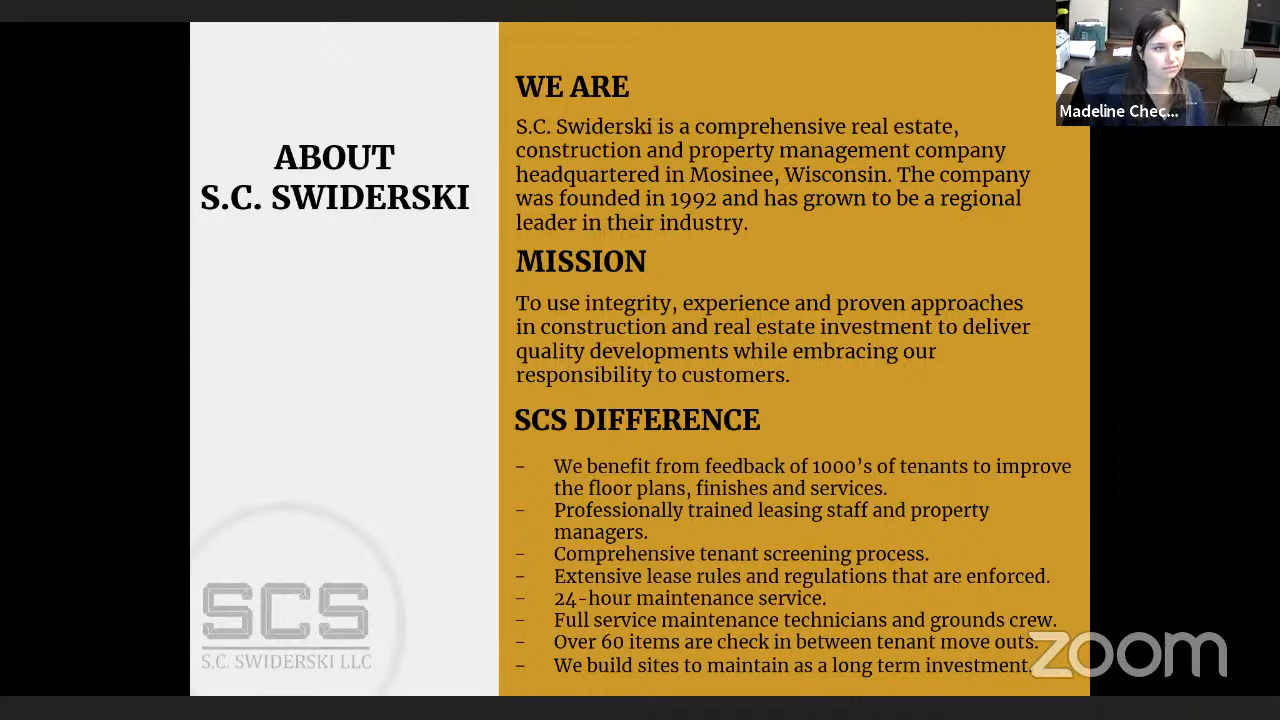 Madeline Chec...
ABOUT
S.C. SWIDERSKI
WE ARE
S.C. Swiderski is a comprehensive real estate,
construction and property management company
headquartered in Mosinee, Wisconsin. The company
was founded in 1992 and has grown to be a regional
leader in their industry.
MISSION
To use integrity, experience and proven approaches
in construction and real estate investment to deliver
quality developments while embracing our
responsibility to customers.
SCS DIFFERENCE
- We benefit from feedback of 1000's of tenants to improve
the floor plans, finishes and services.
- Professionally trained leasing staff and property
managers.
- Comprehensive tenant screening process.
- Extensive lease rules and regulations that are enforced.
- 24-hour maintenance service.
- Full service maintenance technicians and grounds crew.
- Over 60 items are check in between tenant move outs.
- We build sites to maintain as a long term investment.
SCS
S.C. SWIDERSKI LLC
zoom